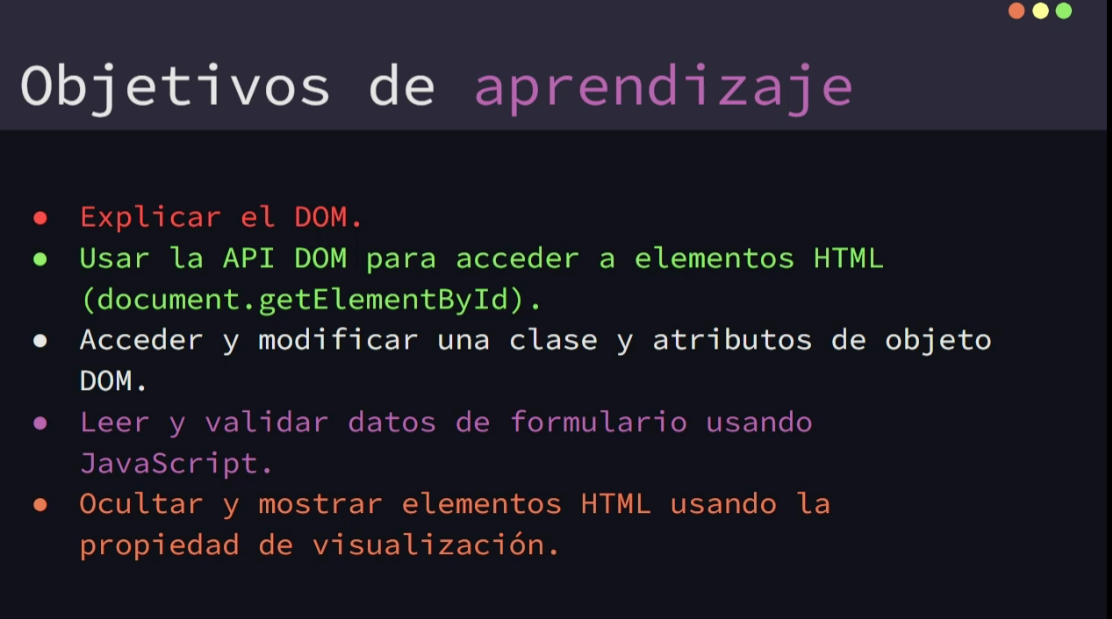 Objetivos de aprendizaje
● Explicar el DOM.
● Usar la API DOM para acceder a elementos HTML
(document.getElementById).
● Acceder y modificar una clase y atributos de objeto
DOM.
● Leer y validar datos de formulario usando
JavaScript.
● Ocultar y mostrar elementos HTML usando la
propiedad de visualización.